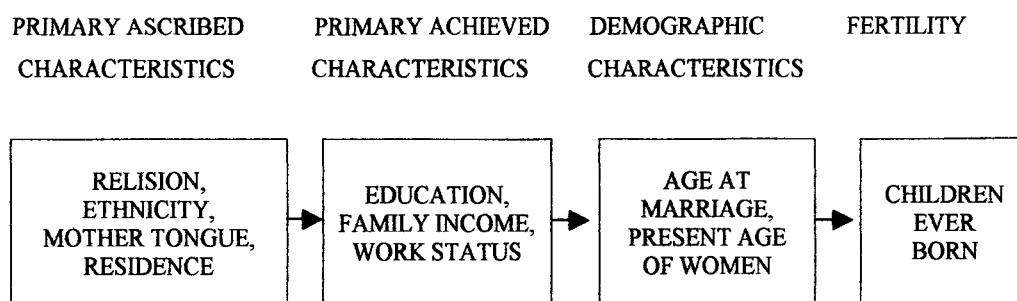 PRIMARY ASCRIBED
CHARACTERISTICS
PRIMARY ACHIEVED
CHARACTERISTICS
DEMOGRAPHIC
CHARACTERISTICS
FERTILITY
RELISION,
ETHNICITY,
MOTHER TONGUE,
RESIDENCE
EDUCATION,
FAMILY INCOME,
WORK STATUS
AGE AT
MARRIAGE,
PRESENT AGE
OF WOMEN
CHILDREN
EVER
BORN